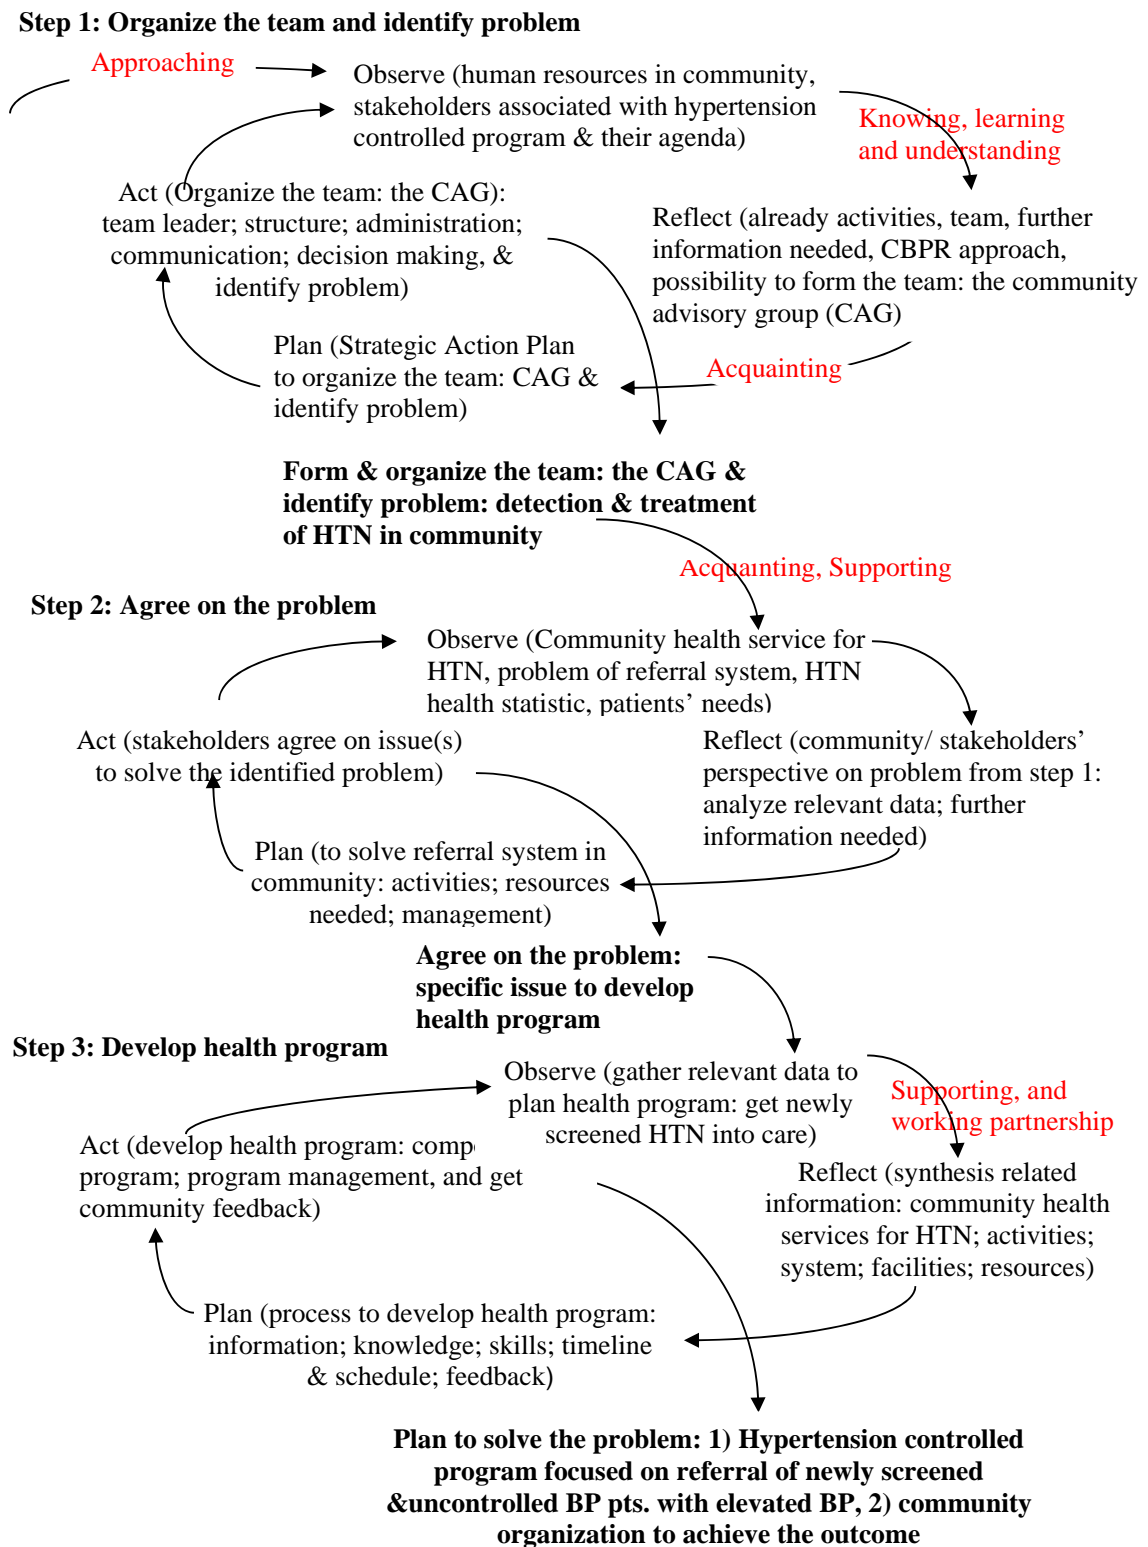 Step 1: Organize the team and identify problem
Approaching
Observe (human resources in community,
stakeholders associated with hypertension
controlled program & their agenda)
Knowing, learning
and understanding
Act (Organize the team: the CAG):
team leader; structure; administration;
communication; decision making, &
identify problem)
Reflect (already activities, team, further
information needed, CBPR approach,
possibility to form the team: the community
advisory group (CAG)
Plan (Strategic Action Plan
to organize the team: CAG &
identify problem)
Acquainting
Form & organize the team: the CAG &
identify problem: detection & treatment
of HTN in community
Acquainting, Supporting
Step 2: Agree on the problem
Observe (Community health service for
HTN, problem of referral system, HTN
health statistic, patients’ needs)
Act (stakeholders agree on issue(s)
to solve the identified problem)
Reflect (community/ stakeholders’
perspective on problem from step 1:
analyze relevant data; further
information needed)
Plan (to solve referral system in
community: activities; resources
needed; management)
Agree on the problem:
specific issue to develop
health program
Step 3: Develop health program
Observe (gather relevant data to
plan health program: get newly
screened HTN into care)
Supporting, and
working partnership
Act (develop health program: comp
program; program management, and get
community feedback)
Reflect (synthesis related
information: community health
services for HTN; activities;
system; facilities; resources)
Plan (process to develop health program:
information; knowledge; skills; timeline
& schedule; feedback)
Plan to solve the problem: 1) Hypertension controlled
program focused on referral of newly screened
&uncontrolled BP pts. with elevated BP, 2) community
organization to achieve the outcome